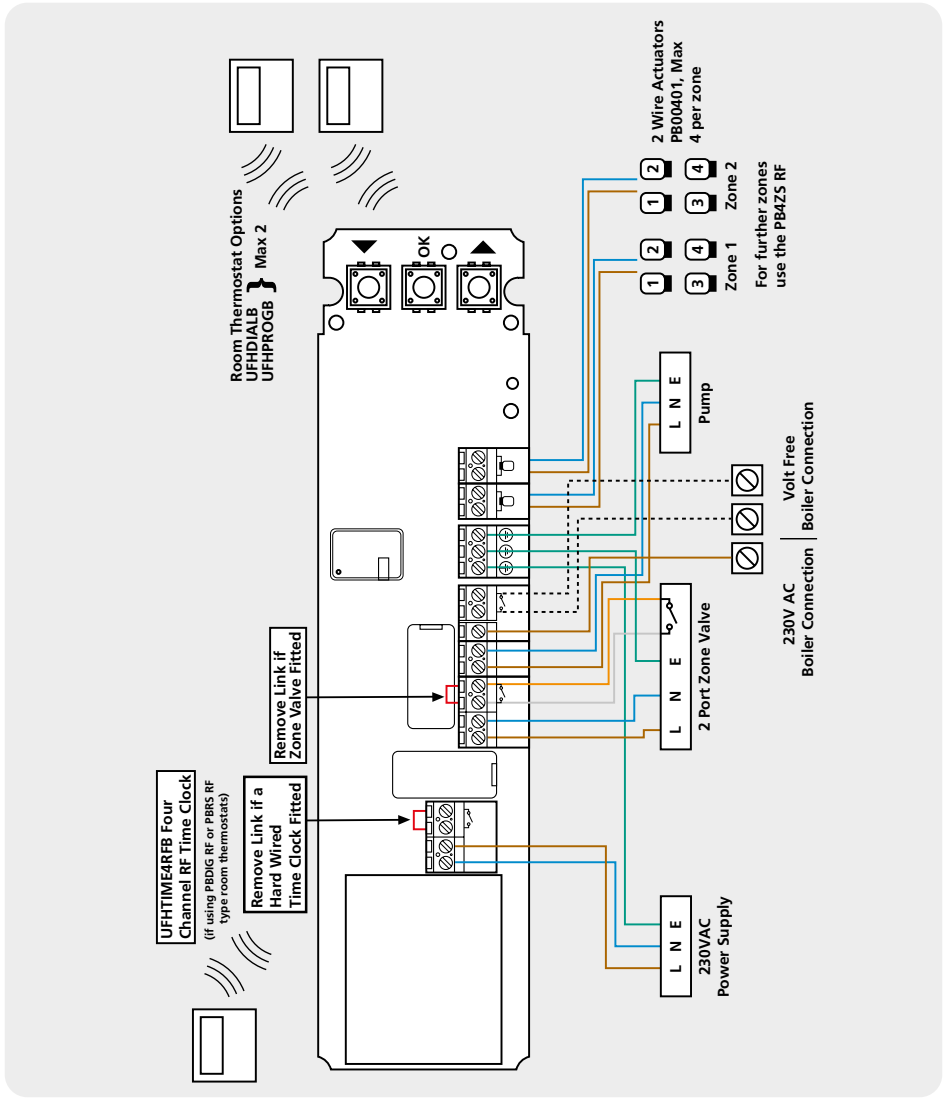 UFHTIME4RFB Four
Channel RF Time Clock
(if using PBDIG RF or PBRS RF
type room thermostats)
Remove Link if a
Hard Wired
Time Clock Fitted
Remove Link if
Zone Valve Fitted
Room Thermostat Options
UFHDIALB
UFHPROGB
Max 2
OK
2 Wire Actuators
PB00401, Max
4 per zone
1 2
3 4
Zone 2
1 2
3 4
Zone 1
For further zones
use the PB4ZS RF
L N E
Pump
Volt Free
Boiler Connection
230V AC
Boiler Connection
L N E
2 Port Zone Valve
L N E
230VAC
Power Supply